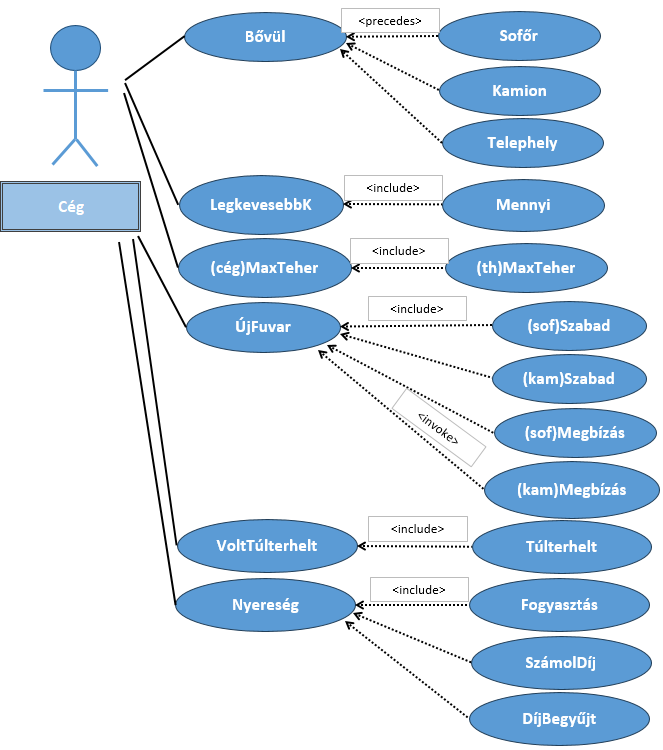 Bővül
<precedes>
Sofőr
Kamion
Telephely
Cég
LegkevesebbK
<include>
Mennyi
(cég)MaxTeher
<include>
(th)MaxTeher
ÚjFuvar
<include>
(sof)Szabad
(kam)Szabad
<invoke>
(sof)Megbízás
(kam)Megbízás
VoltTúlterhelt
<include>
Túlterhelt
Nyereség
<include>
Fogyasztás
SzámolDíj
DíjBegyűjt